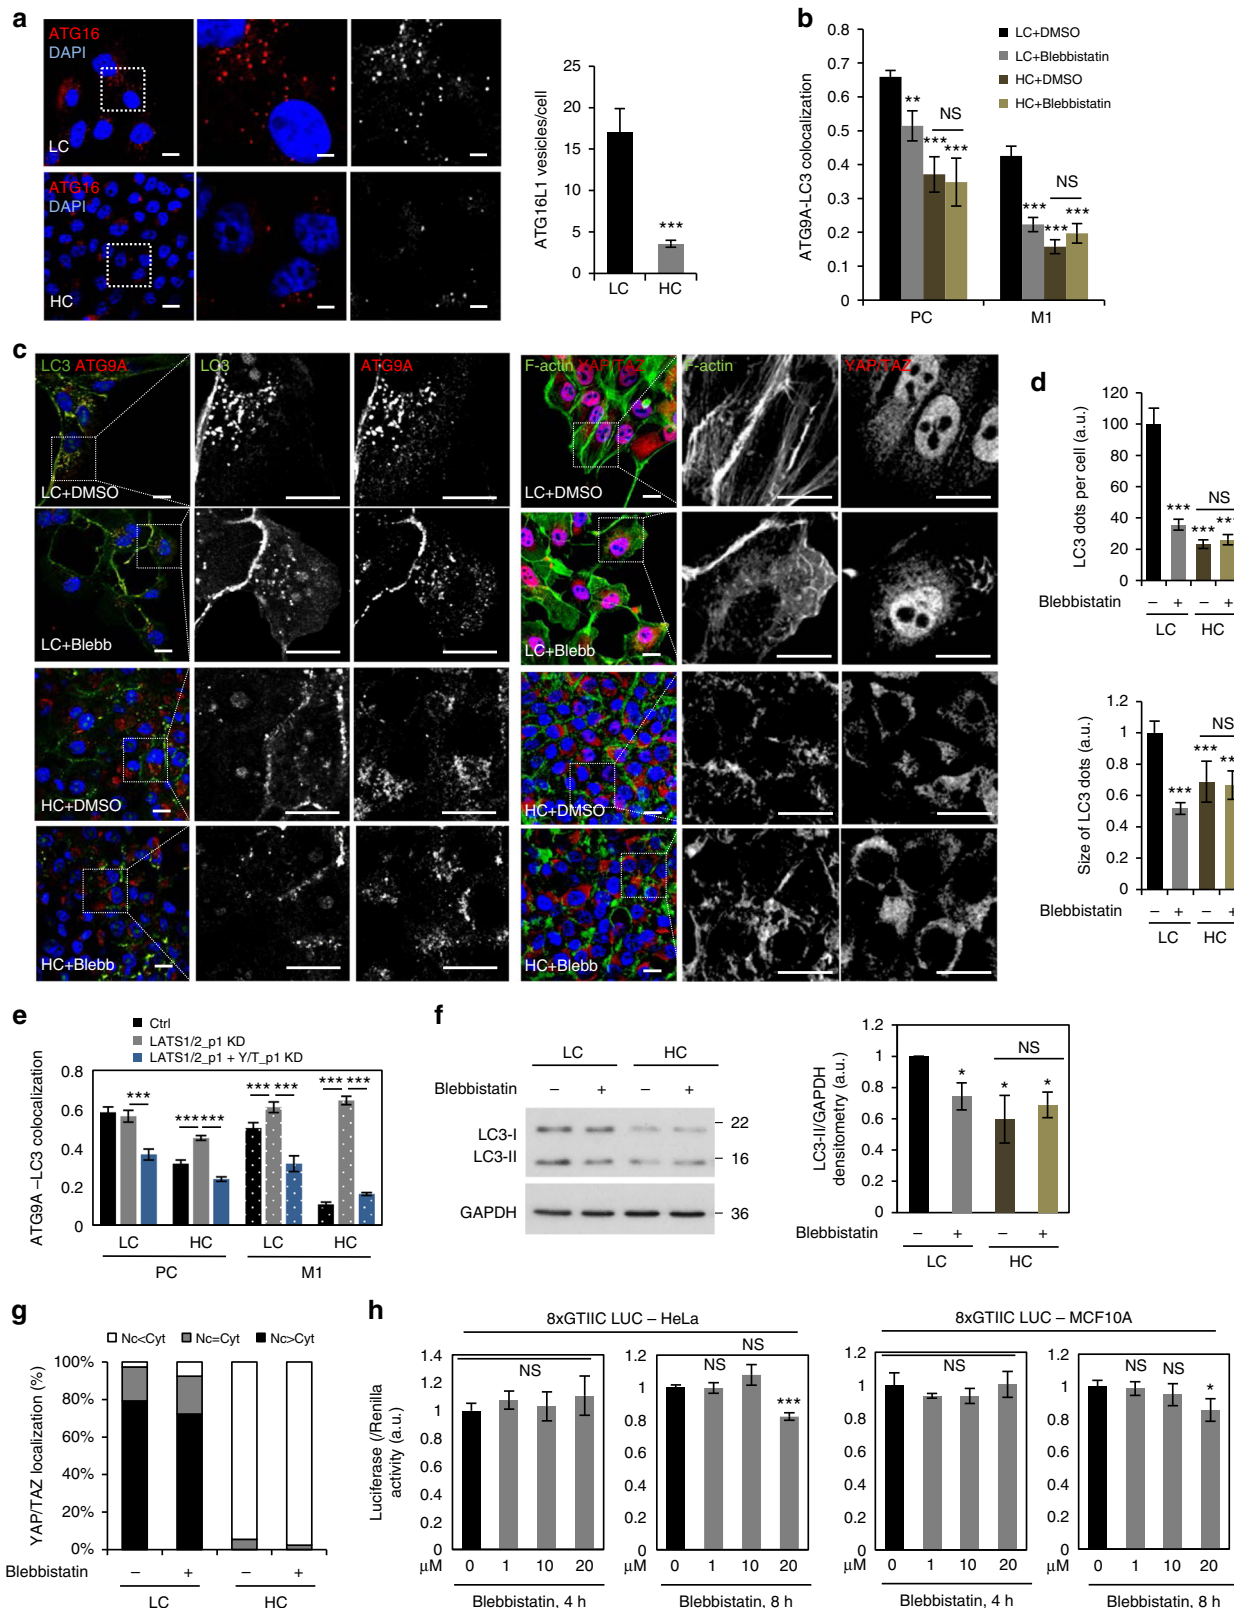 a
ATG16
DAPI
LC
ATG16
DAPI
HC
ATG16L1 vesicles/cell
25
20
15
10
5
0
***
LC
HC
b
ATG9A-LC3 colocalization
0.8
0.7
0.6
0.5
0.4
0.3
0.2
0.1
0
LC+DMSO
LC+Blebbistatin
HC+DMSO
HC+Blebbistatin
** NS
*** ***
NS
*** *** ***
PC
M1
c
LC3 ATG9A
LC3
ATG9A
F-actin YAP/TAZ
F-actin
YAP/TAZ
LC+DMSO
LC+DMSO
LC+Blebb
LC+Blebb
HC+DMSO
HC+DMSO
HC+Blebb
HC+Blebb
d
LC3 dots per cell (a.u.)
120
100
80
60
40
20
0
NS
*** ***
Blebbistatin – + – +
LC HC
Size of LC3 dots (a.u.)
1.2
1
0.8
0.6
0.4
0.2
0
NS
*** ***
Blebbistatin – + – +
LC HC
e
Ctrl
LATS1/2_p1 KD
LATS1/2_p1 + Y/T_p1 KD
ATG9A –LC3 colocalization
0.8
0.6
0.4
0.2
0
*** *** *** *** *** *** ***
LC HC LC HC
PC M1
f
LC HC
Blebbistatin – + – +
LC3-I
LC3-II
GAPDH
22
16
36
LC3-II/GAPDH
densitometry (a.u.)
1.2
1
0.8
0.6
0.4
0.2
0
NS
* * *
Blebbistatin – + – +
LC HC
g
Nc<Cyt Nc=Cyt Nc>Cyt
YAP/TAZ localization (%)
100%
80%
60%
40%
20%
0%
Blebbistatin – + – +
LC HC
h
8xGTIIC LUC – HeLa
8xGTIIC LUC – MCF10A
Luciferase (/Renilla
activity (a.u.)
1.4
1.2
1
0.8
0.6
0.4
0.2
0
NS
µM 0 1 10 20
Blebbistatin, 4 h
1.2
1
0.8
0.6
0.4
0.2
0
NS NS ***
µM 0 1 10 20
Blebbistatin, 8 h
1.2
1
0.8
0.6
0.4
0.2
0
NS
µM 0 1 10 20
Blebbistatin, 4 h
1.2
1
0.8
0.6
0.4
0.2
0
NS NS *
µM 0 1 10 20
Blebbistatin, 8 h